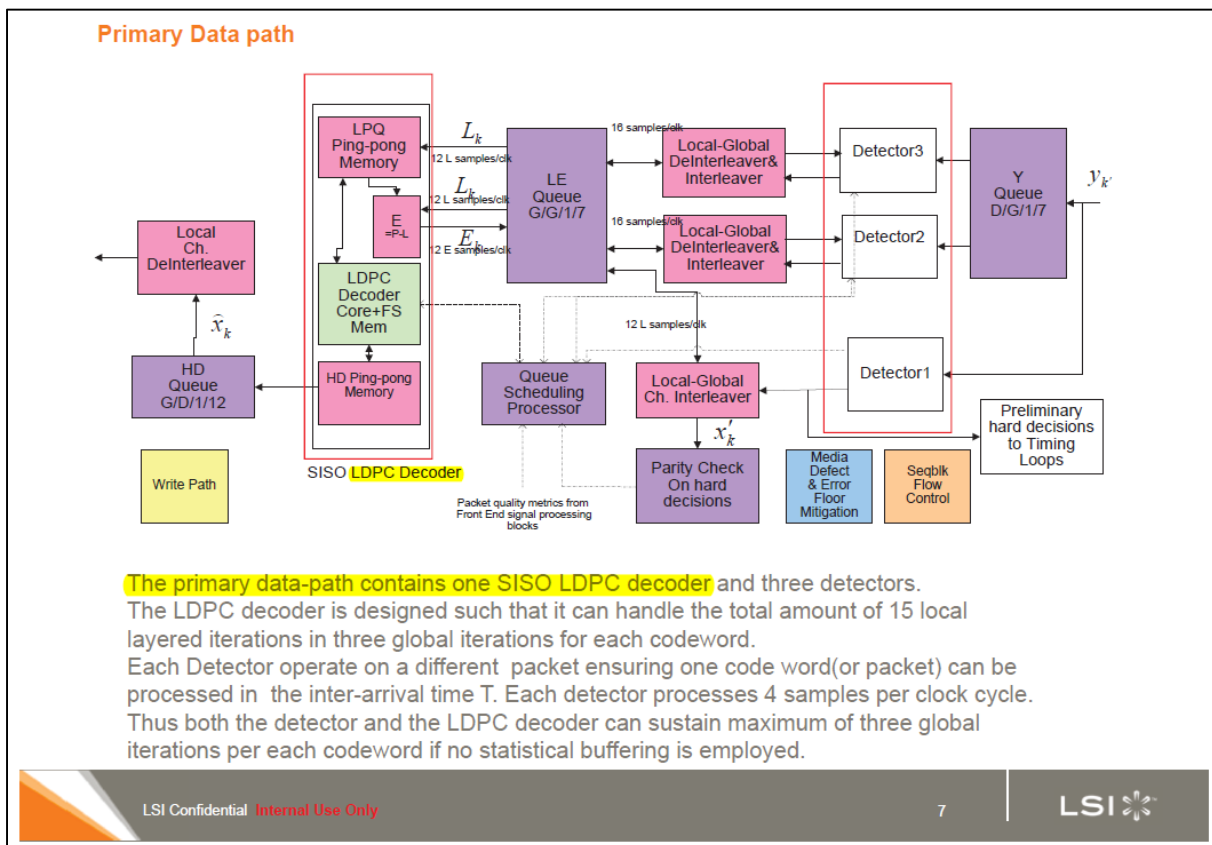 Primary Data path
LPQ
Ping-pong
Memory
L_k
12 L samples/clk
L_k
12 L samples/clk
E
=P-L
E_k
12 E samples/clk
LE
Queue
G/G/1/7
16 samples/clk
Local-Global
DeInterleaver&
Interleaver
16 samples/clk
Local-Global
DeInterleaver&
Interleaver
Detector3
Detector2
Y
Queue
D/G/1/7
y_k'
Local
Ch.
DeInterleaver
x̂_k
HD
Queue
G/D/1/12
LDPC
Decoder
Core+FS
Mem
HD Ping-pong
Memory
SISO LDPC Decoder
12 L samples/clk
Queue
Scheduling
Processor
Local-Global
Ch. Interleaver
x'_k
Parity Check
On hard
decisions
Detector1
Preliminary
hard decisions
to Timing
Loops
Write Path
Packet quality metrics from
Front End signal processing
blocks
Media
Defect
& Error
Floor
Mitigation
Seqblk
Flow
Control
The primary data-path contains one SISO LDPC decoder and three detectors.
The LDPC decoder is designed such that it can handle the total amount of 15 local
layered iterations in three global iterations for each codeword.
Each Detector operate on a different packet ensuring one code word(or packet) can be
processed in the inter-arrival time T. Each detector processes 4 samples per clock cycle.
Thus both the detector and the LDPC decoder can sustain maximum of three global
iterations per each codeword if no statistical buffering is employed.
LSI Confidential Internal Use Only
7
LSI